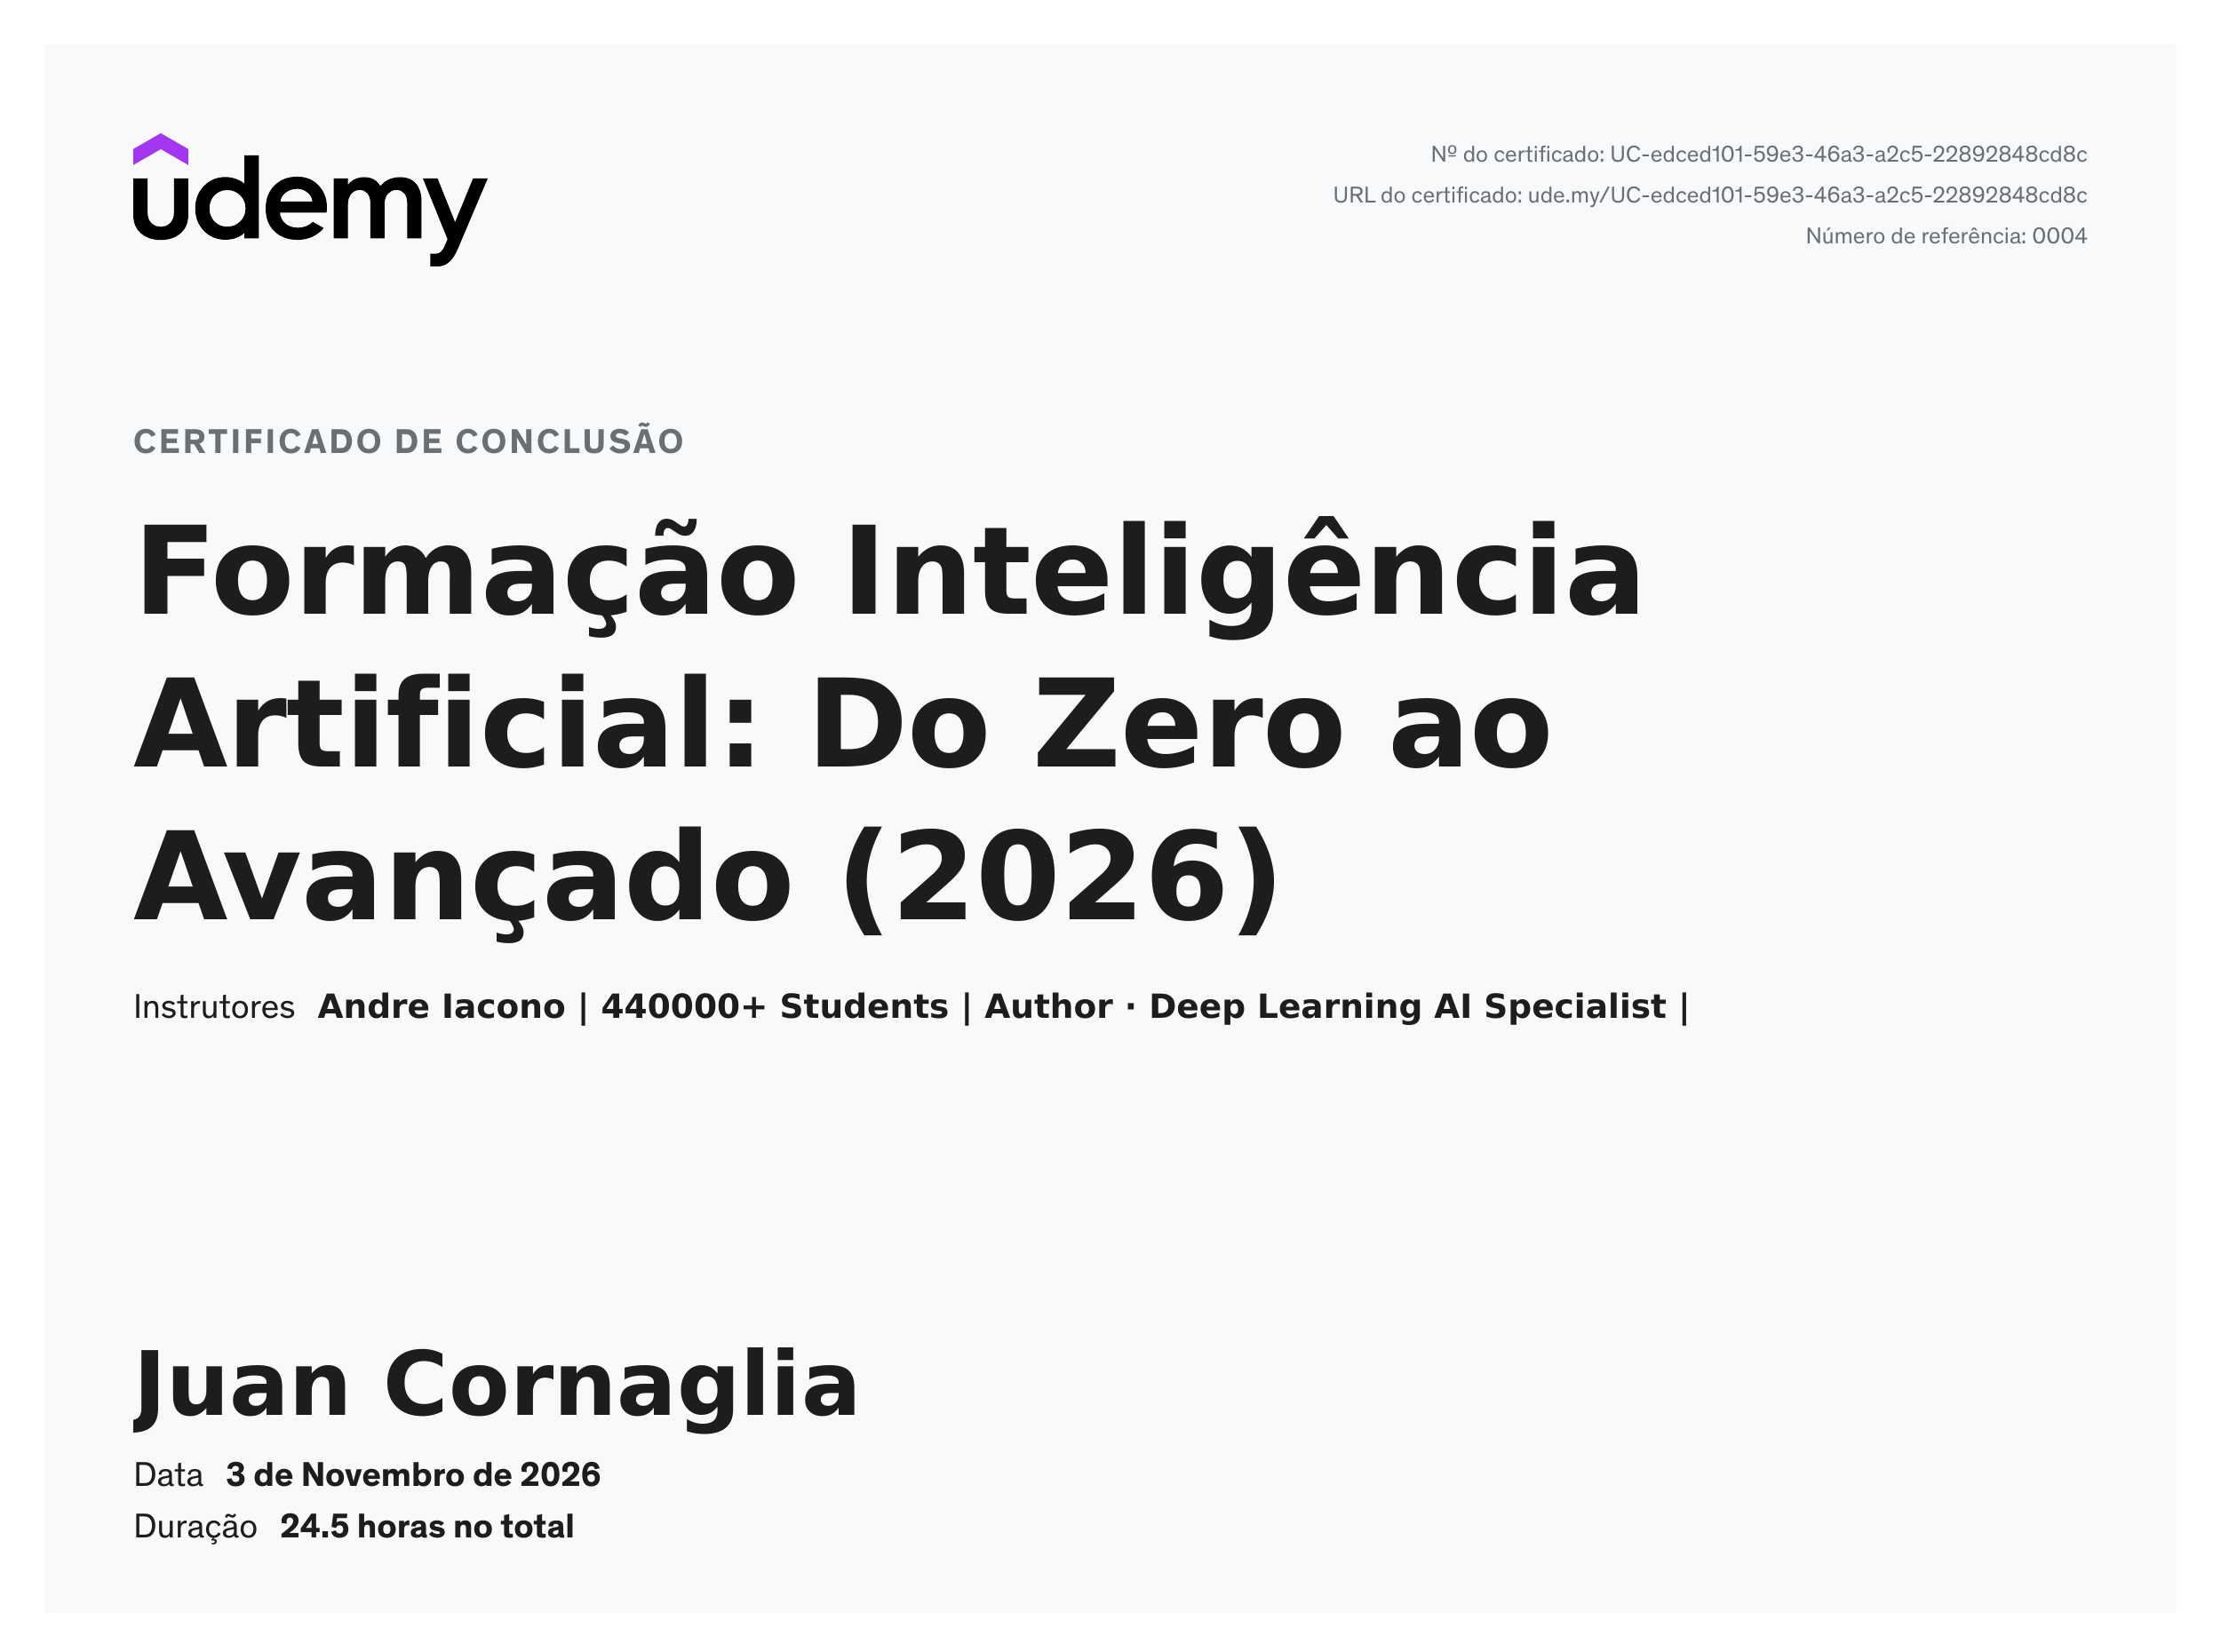 udemy
Nº do certificado: UC-edced101-59e3-46a3-a2c5-22892848cd8c
URL do certificado: ude.my/UC-edced101-59e3-46a3-a2c5-22892848cd8c
Número de referência: 0004
CERTIFICADO DE CONCLUSÃO
Formação Inteligência
Artificial: Do Zero ao
Avançado (2026)
Instrutores Andre Iacono | 440000+ Students | Author · Deep Learning AI Specialist |
Juan Cornaglia
Data 3 de Novembro de 2026
Duração 24.5 horas no total